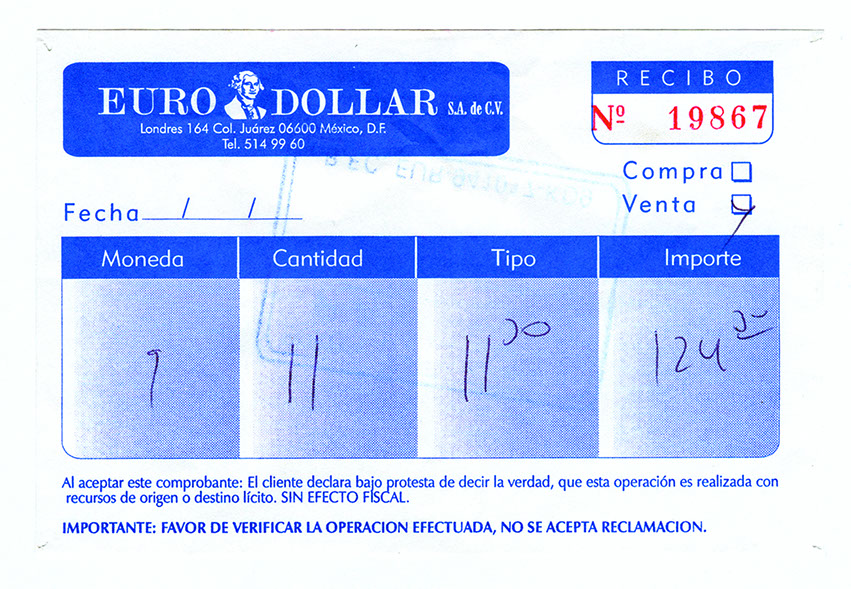 EURO DOLLAR S.A. de C.V.
Londres 164 Col. Juárez 06600 México, D.F.
Tel. 514 99 60
RECIBO
Nº 19867
Compra
Venta
Fecha / /
Moneda Cantidad Tipo Importe
11 11 124
Al aceptar este comprobante: El cliente declara bajo protesta de decir la verdad, que esta operación es realizada con
recursos de origen o destino lícito. SIN EFECTO FISCAL.
IMPORTANTE: FAVOR DE VERIFICAR LA OPERACION EFECTUADA, NO SE ACEPTA RECLAMACION.